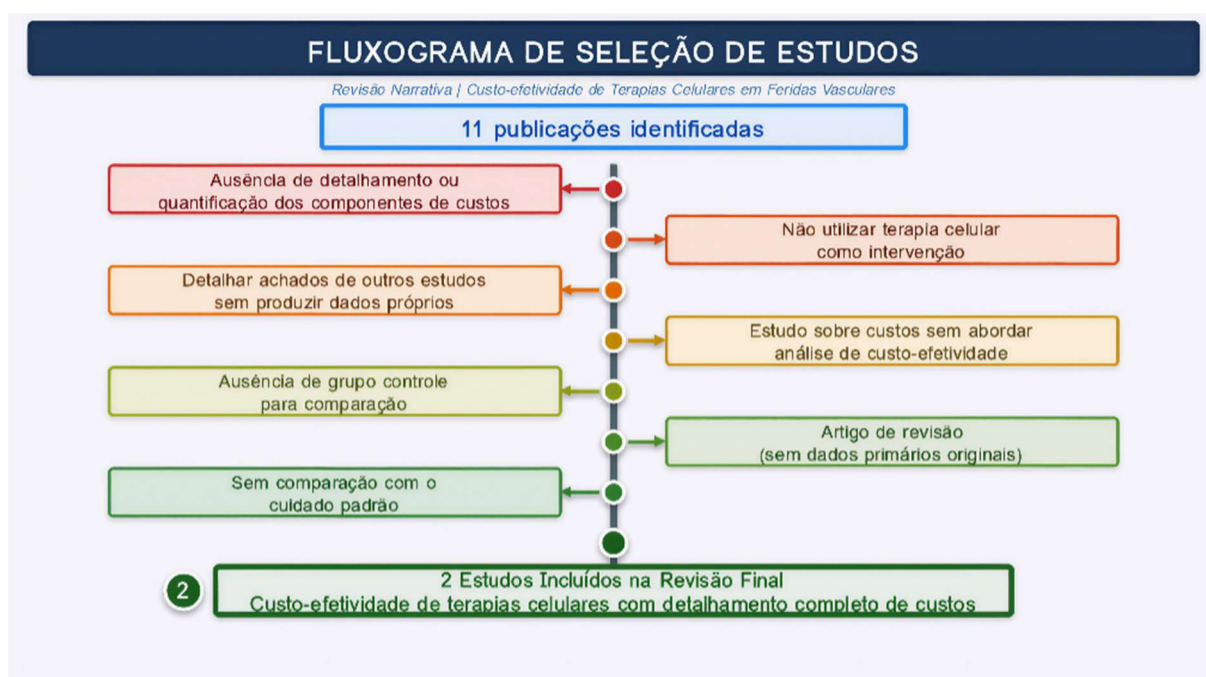 FLUXOGRAMA DE SELEÇÃO DE ESTUDOS
Revisão Narrativa | Custo-efetividade de Terapias Celulares em Feridas Vasculares
11 publicações identificadas
Ausência de detalhamento ou
quantificação dos componentes de custos
Não utilizar terapia celular
como intervenção
Detalhar achados de outros estudos
sem produzir dados próprios
Estudo sobre custos sem abordar
análise de custo-efetividade
Ausência de grupo controle
para comparação
Artigo de revisão
(sem dados primários originais)
Sem comparação com o
cuidado padrão
2
2 Estudos Incluídos na Revisão Final
Custo-efetividade de terapias celulares com detalhamento completo de custos